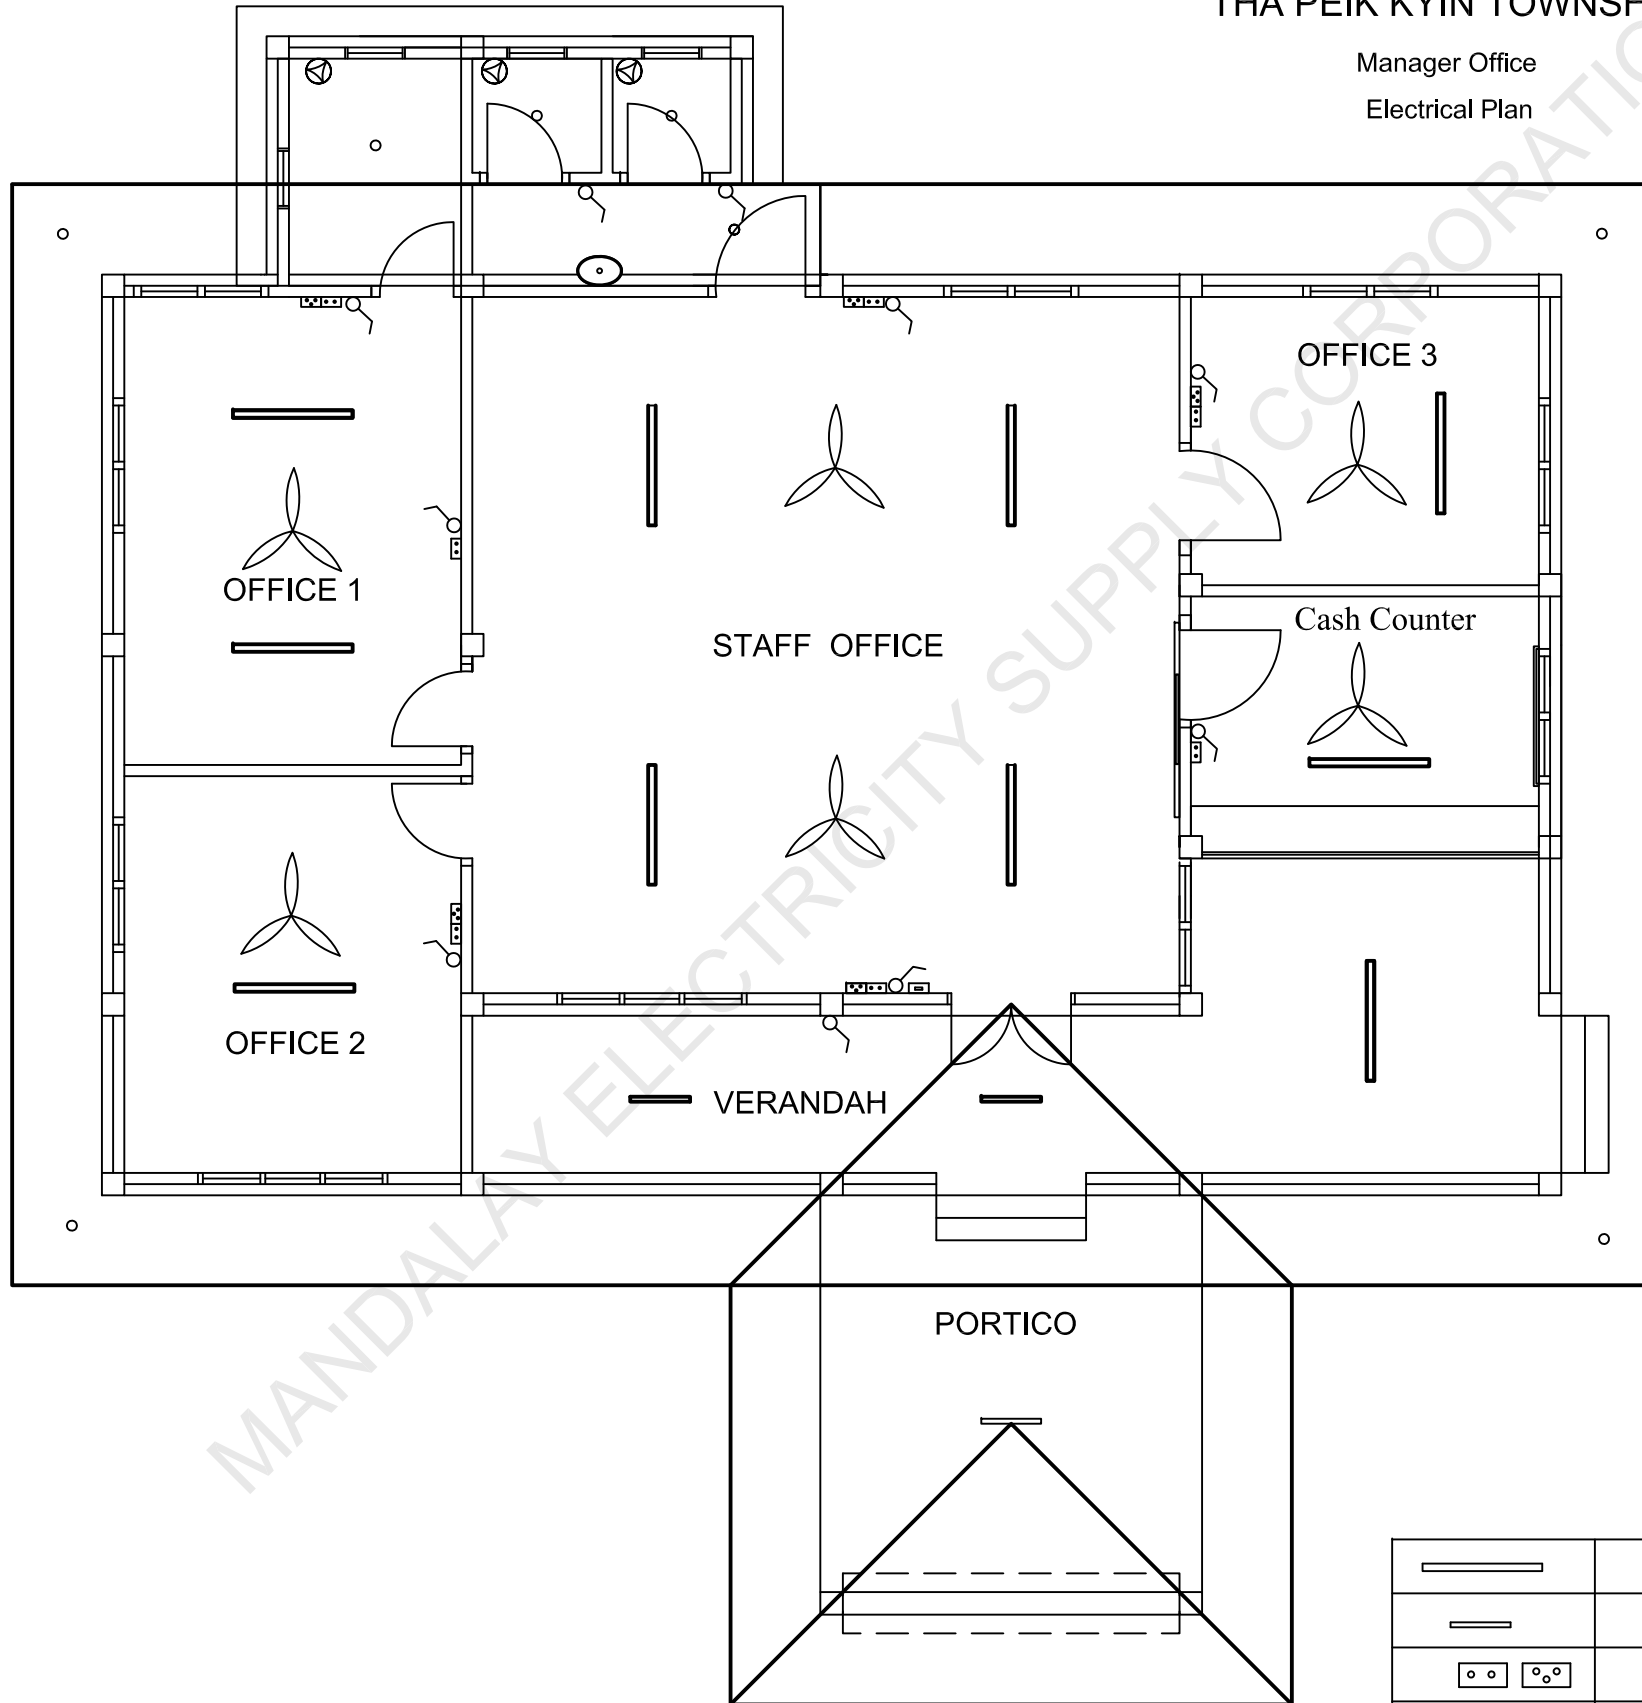 THA PEIK KYIN TOWNSH
Manager Office
Electrical Plan
OFFICE 3
OFFICE 1
Cash Counter
STAFF OFFICE
OFFICE 2
VERANDAH
PORTICO
MANDALAY ELECTRICITY SUPPLY CORPORATIO